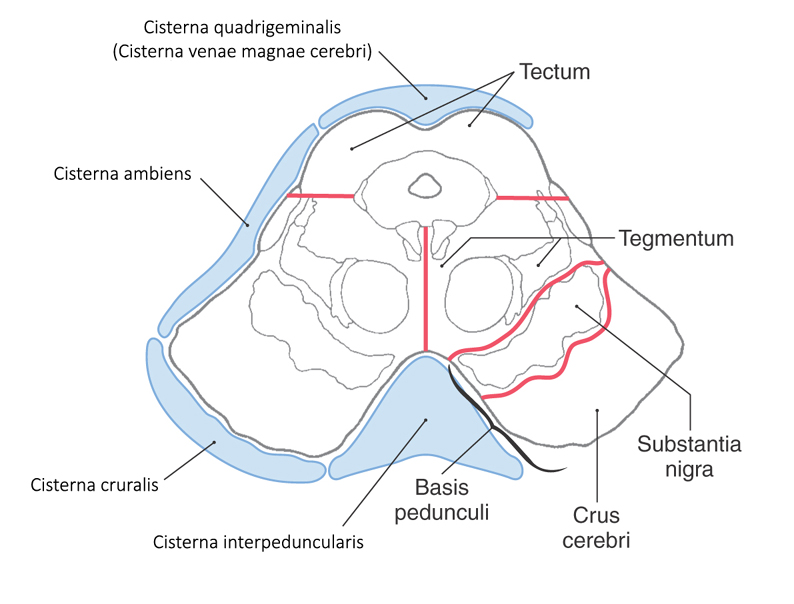 Cisterna quadrigeminalis
(Cisterna venae magnae cerebri)
Tectum
Cisterna ambiens
Tegmentum
Substantia
nigra
Cisterna cruralis
Basis
pedunculi
Crus
cerebri
Cisterna interpeduncularis